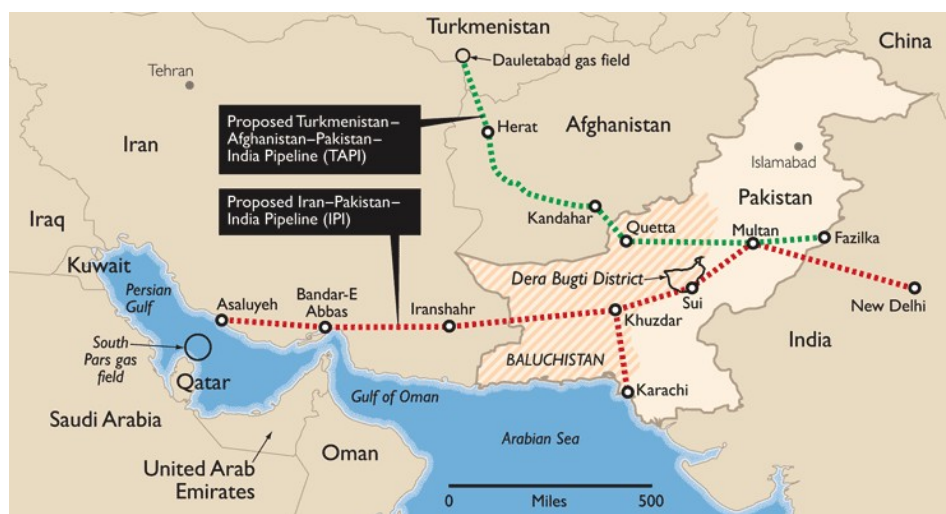 Turkmenistan
China
Tehran
Dauletabad gas field
Proposed Turkmenistan–
Afghanistan–Pakistan–
India Pipeline (TAPI)
Herat
Afghanistan
Iran
Islamabad
Proposed Iran–Pakistan–
India Pipeline (IPI)
Pakistan
Iraq
Kandahar
Quetta
Multan
Fazilka
Kuwait
Persian
Gulf
Dera Bugti District
Asaluyeh
Bandar-E
Abbas
Iranshahr
Sui
New Delhi
Khuzdar
India
South
Pars gas
field
BALUCHISTAN
Qatar
Gulf of Oman
Karachi
Saudi Arabia
Arabian Sea
Oman
United Arab
Emirates
0
Miles
500